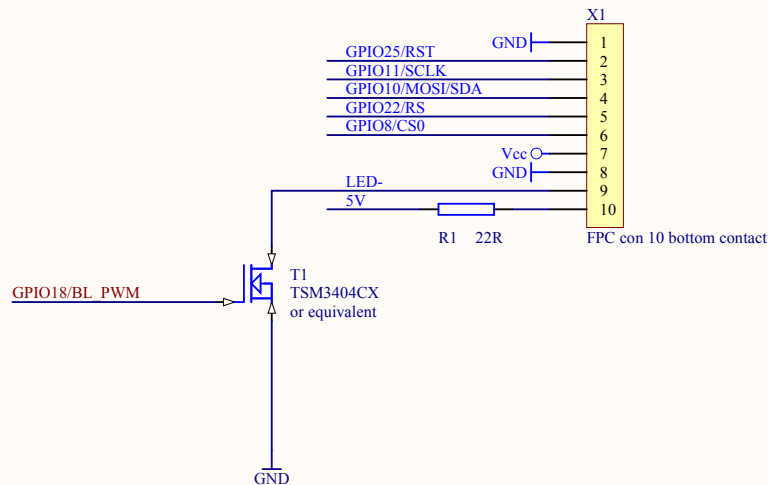 X1
GND
1
GPIO25/RST
2
GPIO11/SCLK
3
GPIO10/MOSI/SDA
4
GPIO22/RS
5
GPIO8/CS0
6
Vcc
7
GND
8
LED-
9
5V
10
R1 22R
FPC con 10 bottom contact
T1
TSM3404CX
or equivalent
GPIO18/BL_PWM
GND